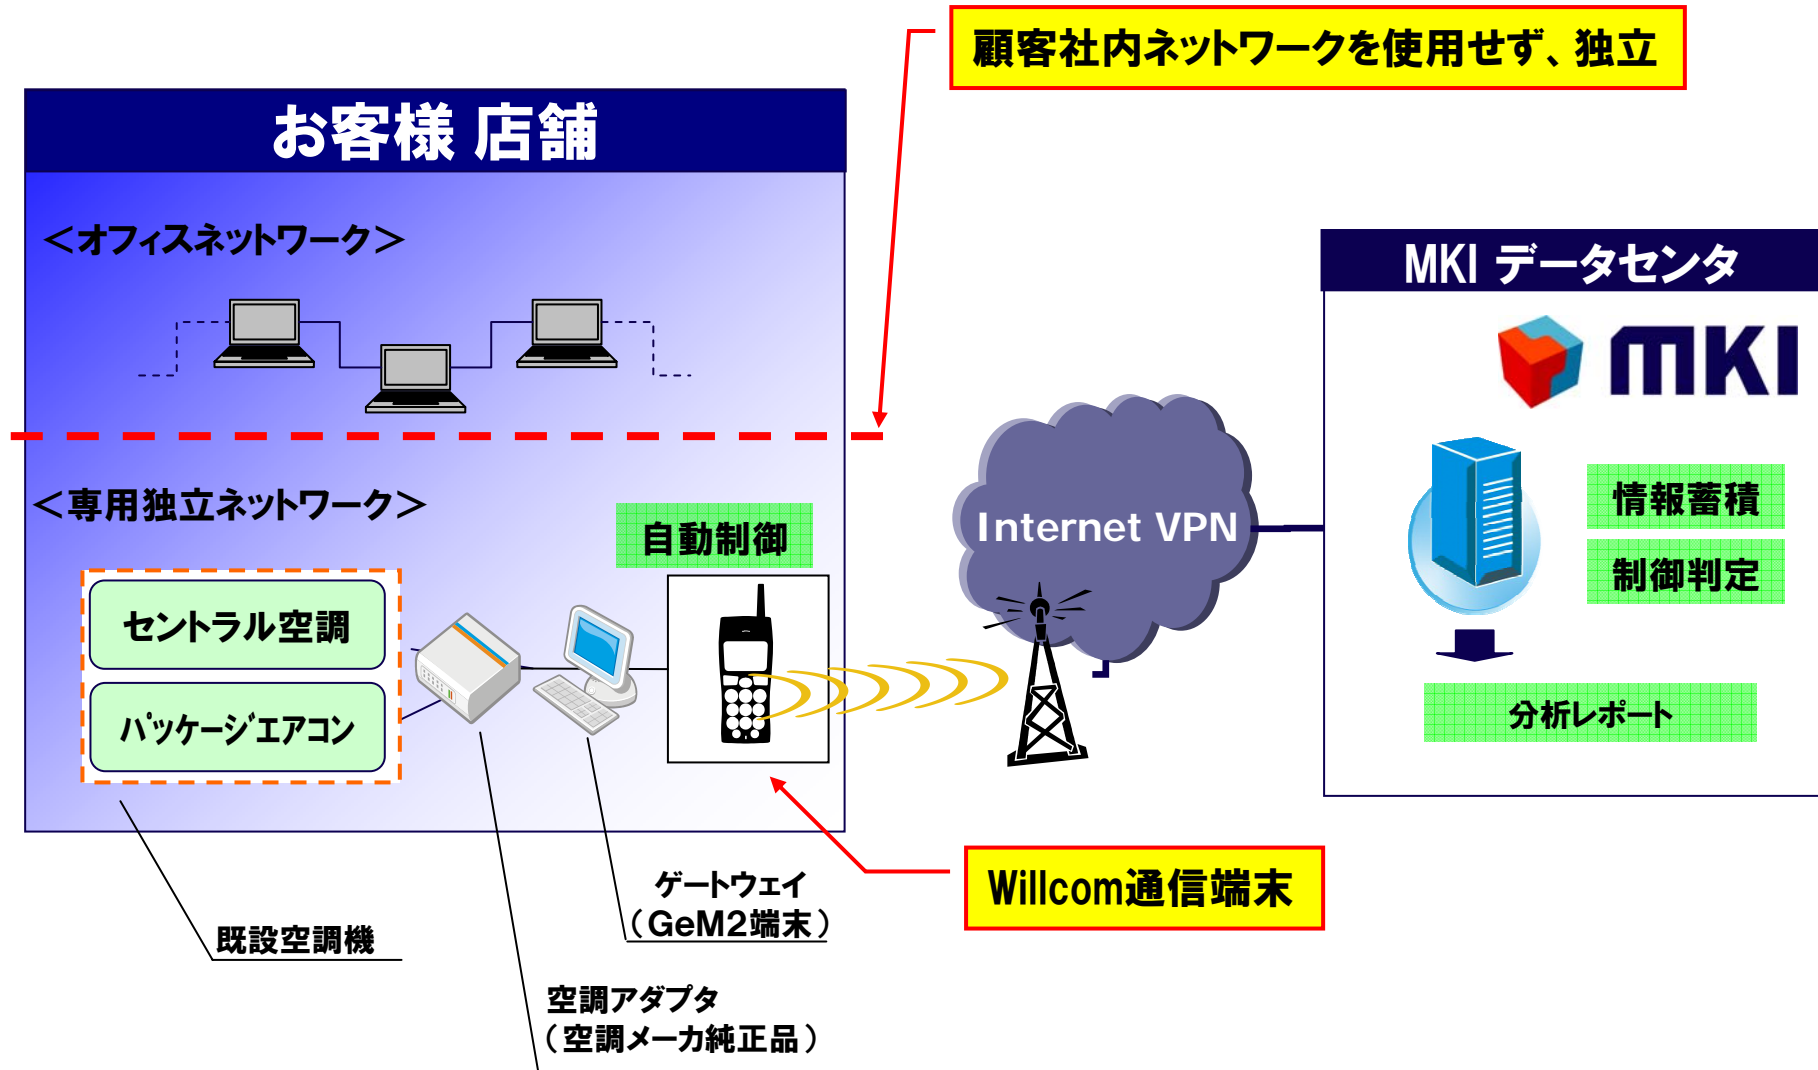 顧客社内ネットワークを使用せず、独立
お客様 店舗
＜オフィスネットワーク＞
MKI データセンタ
MKI
＜専用独立ネットワーク＞
自動制御
Internet VPN
情報蓄積
制御判定
セントラル空調
パッケージエアコン
分析レポート
Willcom通信端末
ゲートウェイ
（GeM2端末）
既設空調機
空調アダプタ
（空調メーカ純正品）